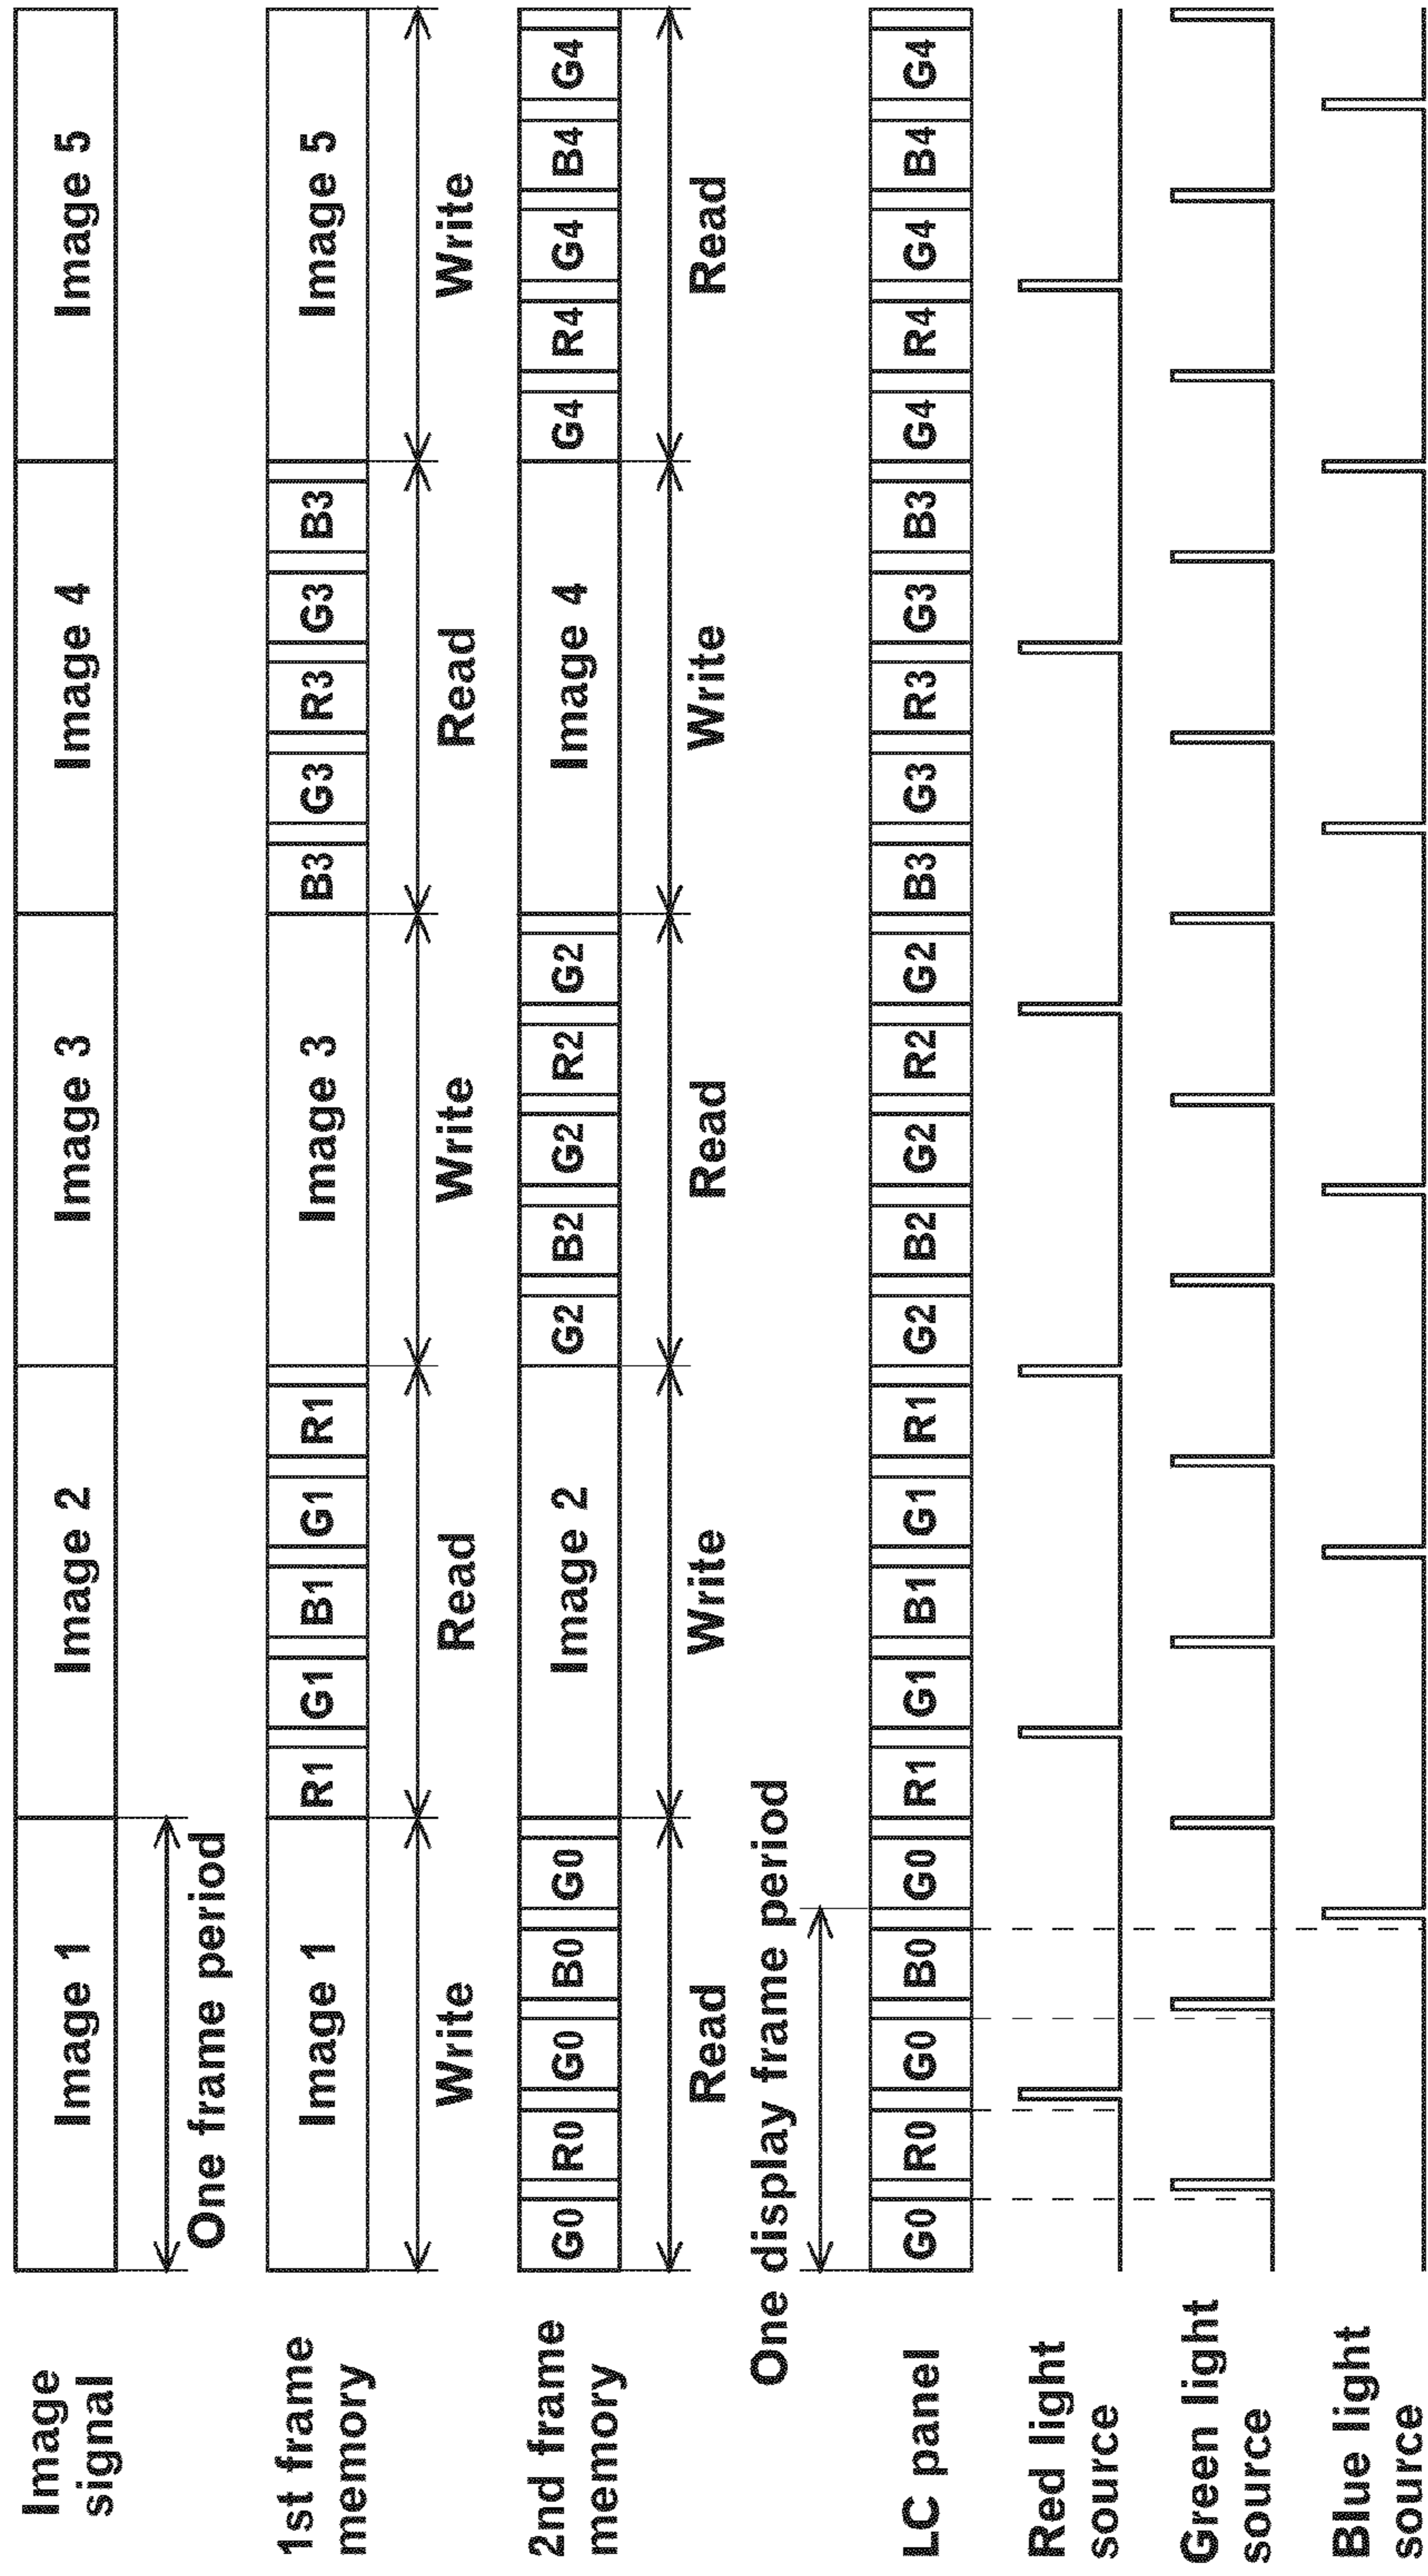 Image
signal
Image 1
Image 2
Image 3
Image 4
Image 5
One frame period
1st frame
memory
Image 1
R1 G1 B1 G1 R1
Image 3
B3 G3 R3 G3 B3
Image 5
Write
Read
Write
Read
Write
2nd frame
memory
G0 R0 G0 B0 G0
Image 2
G2 B2 G2 R2 G2
Image 4
G4 R4 G4 B4 G4
Read
Write
Read
Write
Read
One display frame period
LC panel
G0 R0 G0 B0 G0 R1 G1 B1 G1 R1 G2 B2 G2 R2 G2 B3 G3 R3 G3 B3 G4 R4 G4 B4 G4
Red light
source
Green light
source
Blue light
source